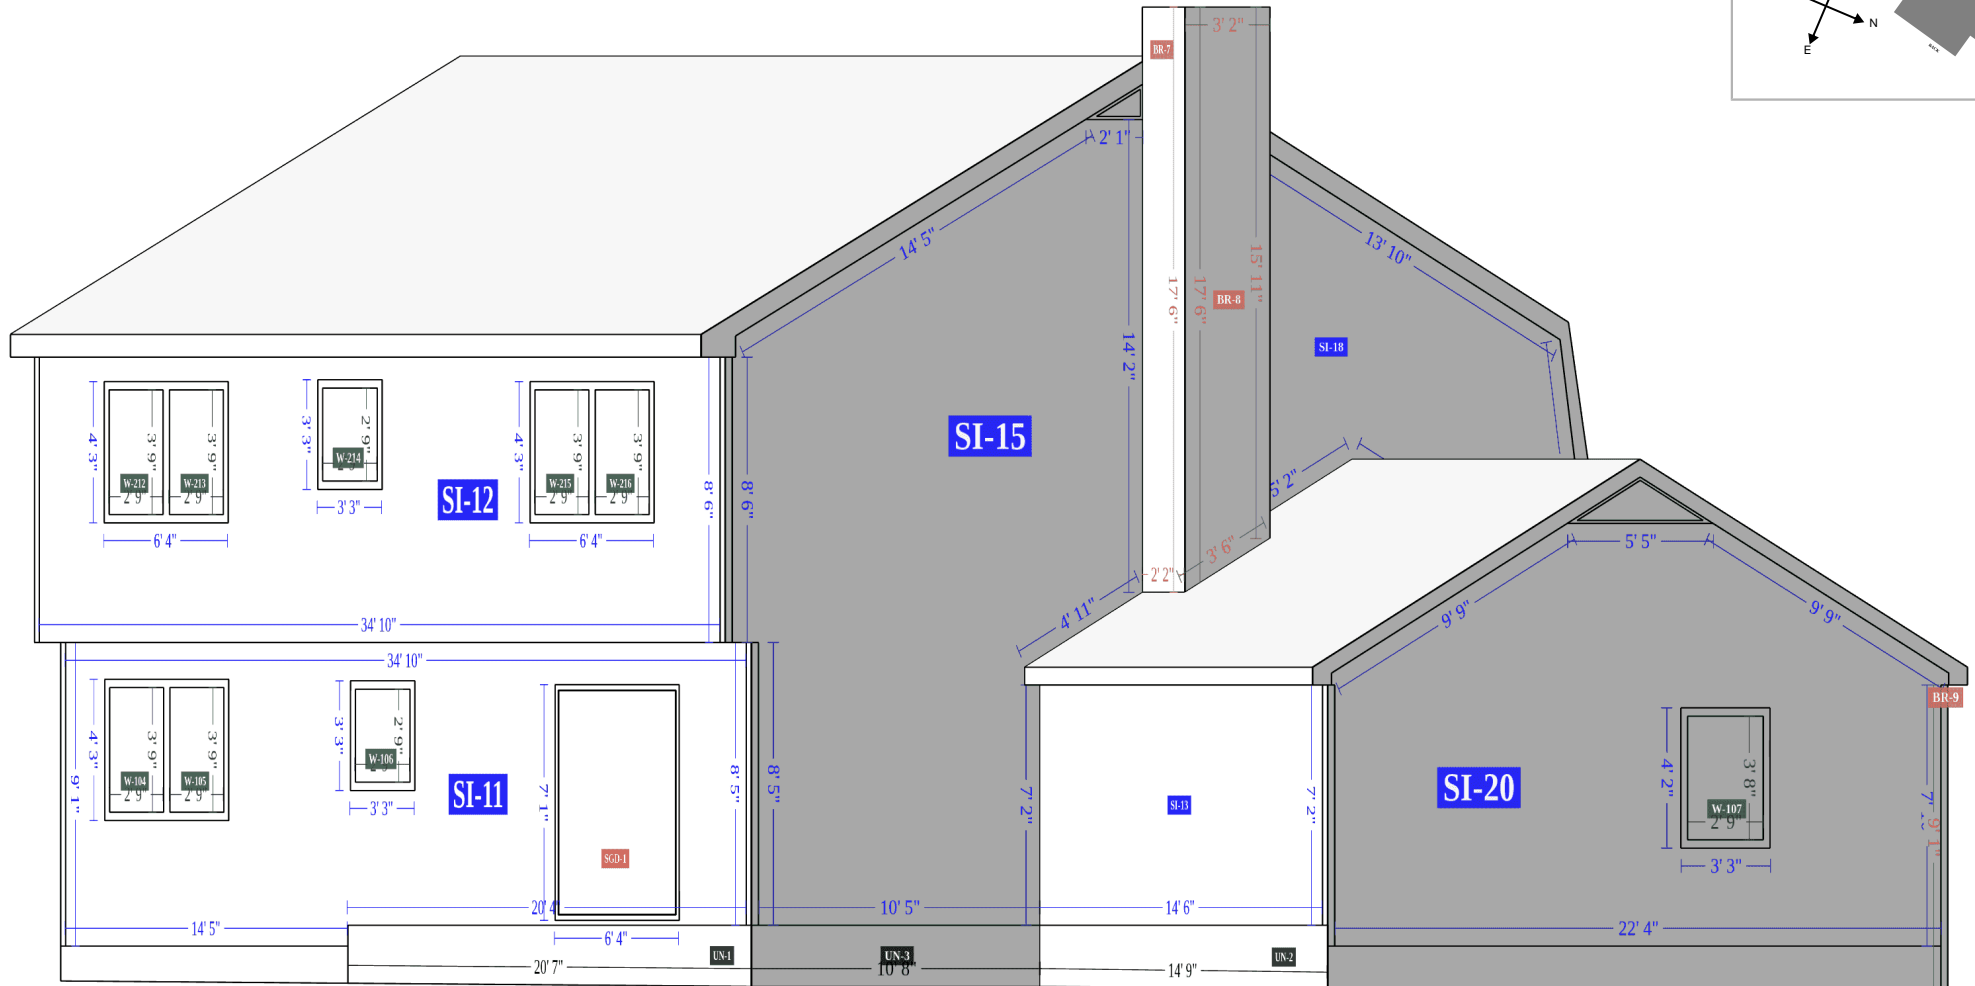 3' 2"
N
BR-7
E
2' 1"
14' 5"
13' 10"
17' 6"
17' 6"
15' 11"
BR-8
14' 2"
SI-18
SI-15
4' 3"
3' 9"
3' 9"
3' 3"
2' 9"
4' 3"
3' 9"
3' 9"
W-212
W-213
W-214
W-215
W-216
2' 9"
2' 9"
2' 9"
2' 9"
SI-12
8' 6"
8' 6"
5' 2"
3' 3"
6' 4"
6' 4"
5' 5"
3' 6"
2' 2"
4' 11"
9' 9"
9' 9"
34' 10"
34' 10"
BR-9
4' 3"
3' 9"
3' 9"
3' 3"
2' 9"
W-104
W-105
W-106
2' 9"
2' 9"
3' 3"
9' 1"
SI-11
7' 1"
8' 5"
8' 5"
7' 2"
SI-13
7' 2"
SI-20
4' 2"
3' 8"
W-107
2' 9"
3' 3"
9' 1"
SGD-1
14' 5"
20' 4"
10' 5"
14' 6"
22' 4"
6' 4"
UN-1
UN-3
UN-2
20' 7"
10' 8"
14' 9"